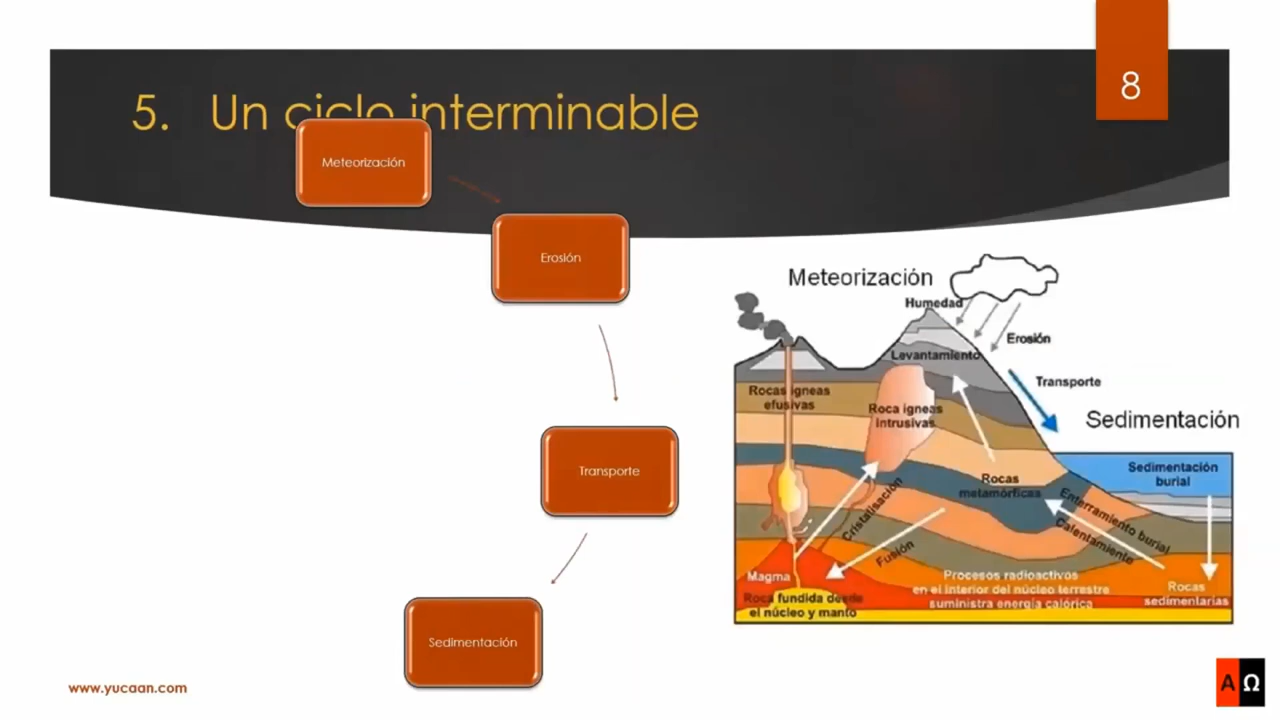 8
5. Un ciclo interminable
Meteorización
Erosión
Transporte
Sedimentación
Meteorización
Humedad
Erosión
Levantamiento
Transporte
Rocas ígneas
efusivas
Roca ígneas
intrusivas
Sedimentación
Sedimentación
burial
Rocas
metamórficas
Enterramiento burial
Calentamiento
Cristalisación
Fusión
Magma
Roca fundida desde
el núcleo y manto
Procesos radioactivos
en el interior del núcleo terrestre
suministra energía calórica
Rocas
sedimentarias
www.yucaan.com
ΑΩ